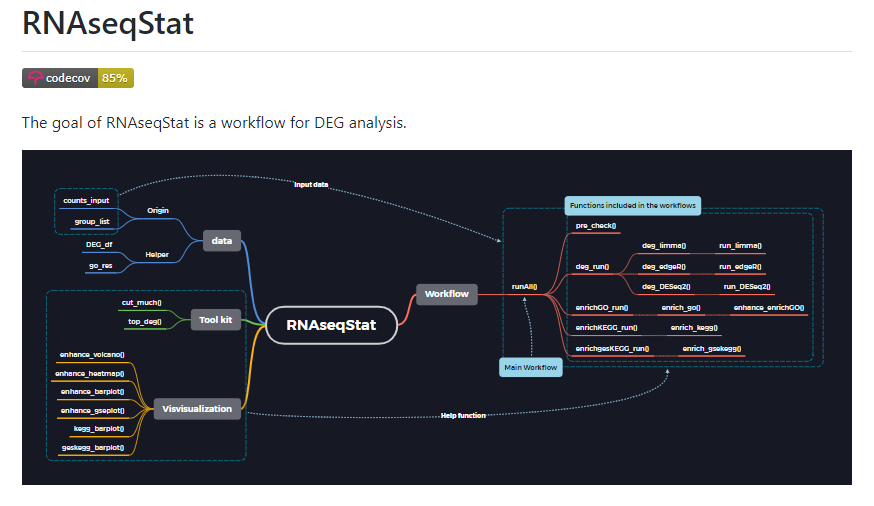 RNAseqStat
codecov 85%
The goal of RNAseqStat is a workflow for DEG analysis.
Input data
counts_input
group_list
Origin
DEG_df
go_res
Helper
data
cut_much()
top_deg()
Tool kit
enhance_volcano()
enhance_heatmap()
enhance_barplot()
enhance_gseplot()
kegg_barplot()
geskegg_barplot()
Visvisualization
RNAseqStat
Workflow
runAll()
Main Workflow
Help function
Functions included in the workflows
pre_check()
deg_run()
deg_limma() run_limma()
deg_edgeR() run_edgeR()
deg_DESeq2() run_DESeq2()
enrichGO_run() enrich_go() enhance_enrichGO()
enrichKEGG_run() enrich_kegg()
enrichgesKEGG_run() enrich_gsekegg()